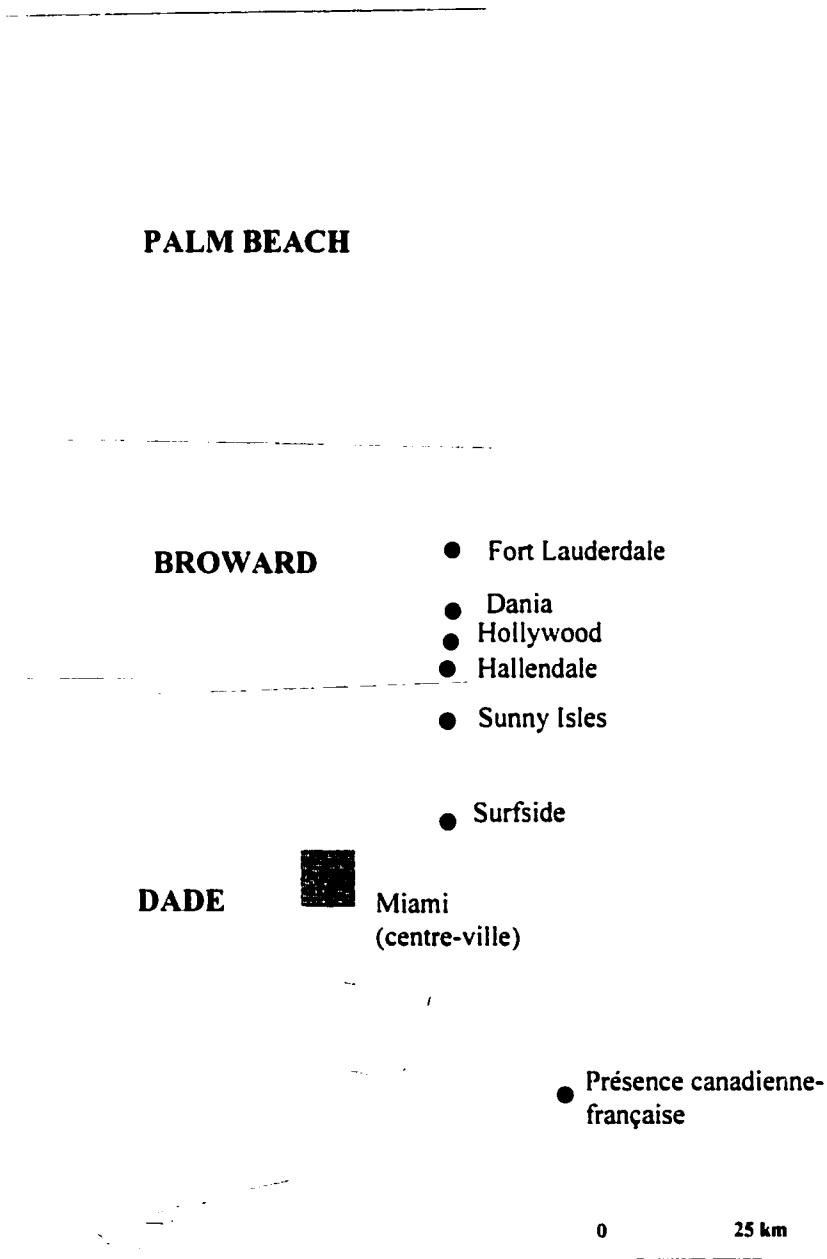 PALM BEACH
BROWARD
Fort Lauderdale
Dania
Hollywood
Hallendale
Sunny Isles
Surfside
DADE
Miami
(centre-ville)
Présence canadienne-
française
0 25 km